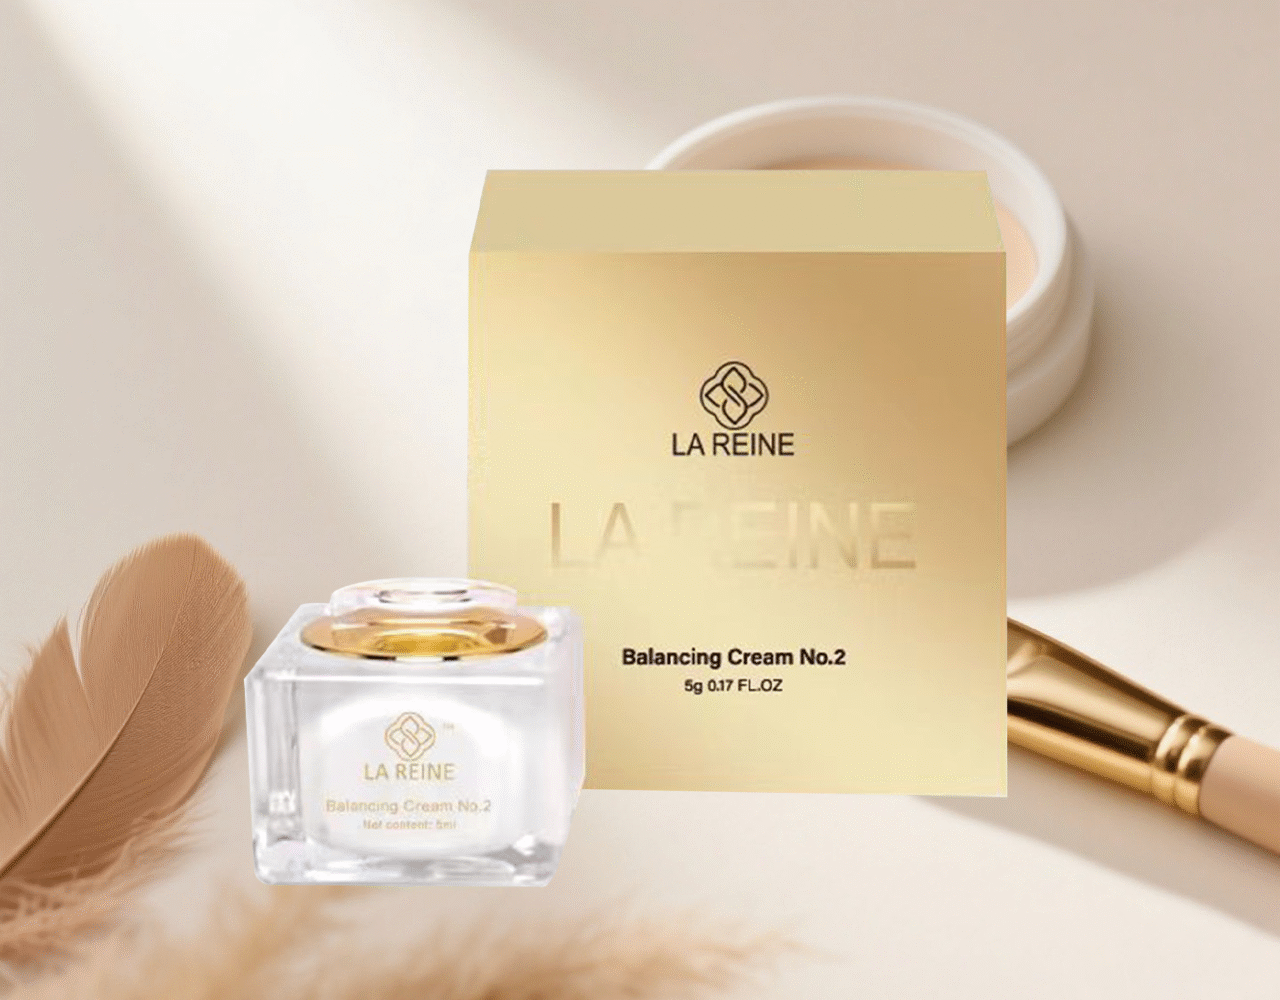 LA REINE
LA REINE
Balancing Cream No.2
5g 0.17 FL.OZ
TM
LA REINE
Balancing Cream No.2
Net content: 5ml